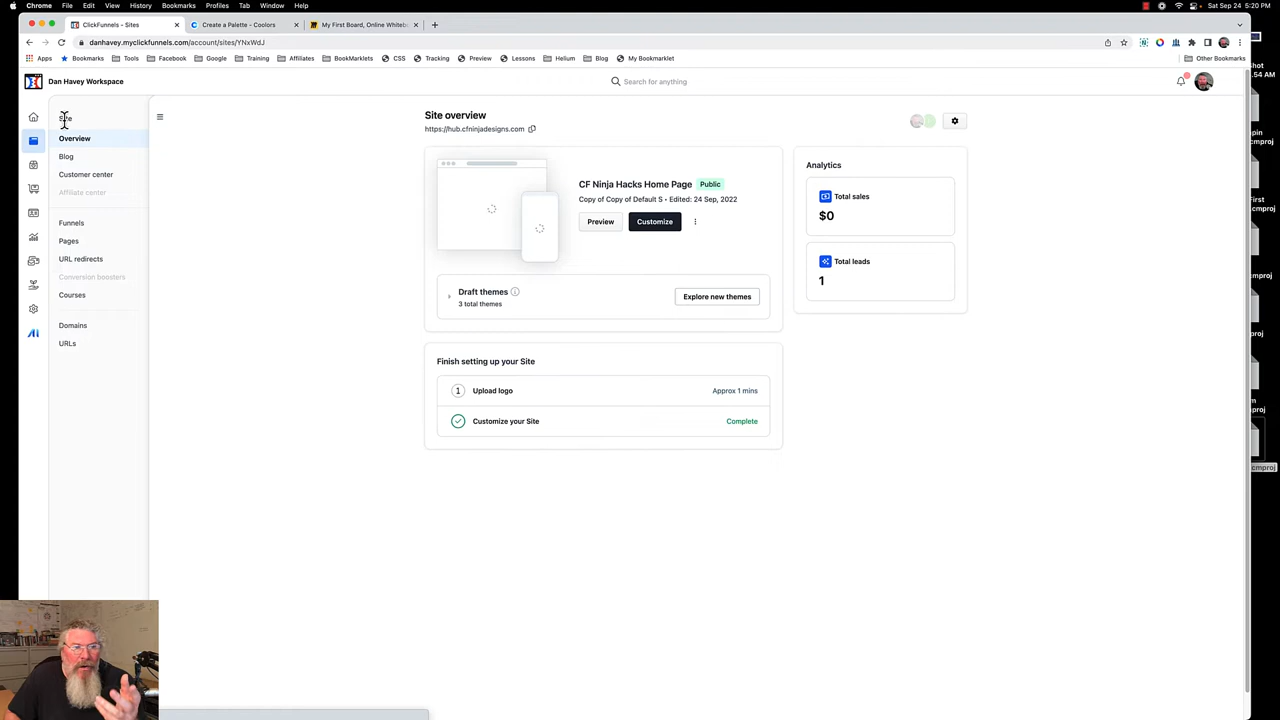 Chrome File Edit View History Bookmarks Profiles Tab Window Help
Sat Sep 24 5:20 PM
ClickFunnels - Sites
Create a Palette - Coolors
My First Board, Online Whiteb
danhavey.myclickfunnels.com/account/sites/YNxWdJ
Apps Bookmarks Tools Facebook Google Training Affiliates BookMarklets CSS Tracking Preview Lessons Helium Blog My Bookmarklet Other Bookmarks
Dan Havey Workspace
Search for anything
Site
Overview
Blog
Customer center
Affiliate center
Funnels
Pages
URL redirects
Conversion boosters
Courses
Domains
URLs
Site overview
https://hub.cfninjadesigns.com
CF Ninja Hacks Home Page Public
Copy of Copy of Default S • Edited: 24 Sep, 2022
Preview Customize
Draft themes
3 total themes
Explore new themes
Finish setting up your Site
1 Upload logo Approx 1 mins
Customize your Site Complete
Analytics
Total sales
$0
Total leads
1
Shot
.54 AM
First
cmproj